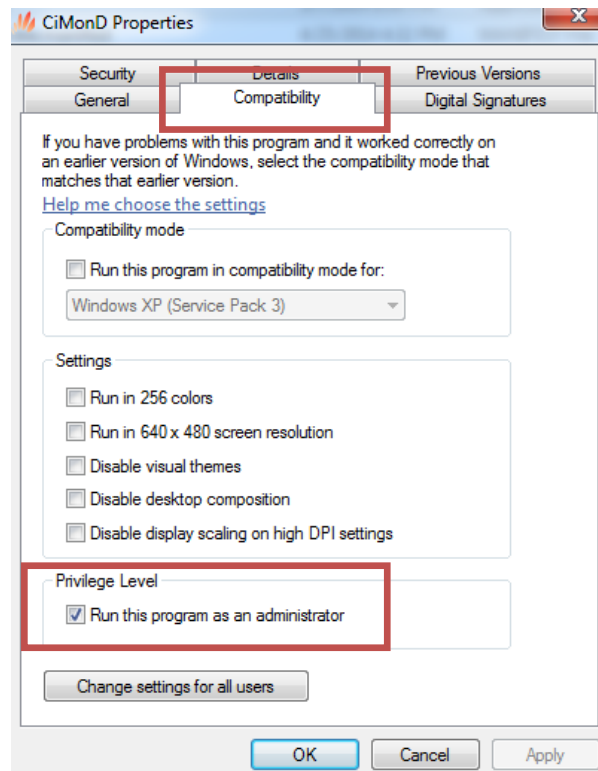 CiMonD Properties
Security Details Previous Versions
General Compatibility Digital Signatures
If you have problems with this program and it worked correctly on
an earlier version of Windows, select the compatibility mode that
matches that earlier version.
Help me choose the settings
Compatibility mode
Run this program in compatibility mode for:
Windows XP (Service Pack 3)
Settings
Run in 256 colors
Run in 640 x 480 screen resolution
Disable visual themes
Disable desktop composition
Disable display scaling on high DPI settings
Privilege Level
Run this program as an administrator
Change settings for all users
OK Cancel Apply